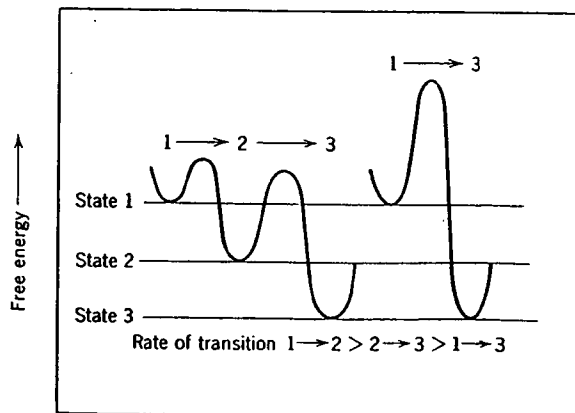 1 → 3
1 → 2 → 3
State 1
State 2
State 3
Free energy →
Rate of transition 1→2 > 2→3 > 1→3